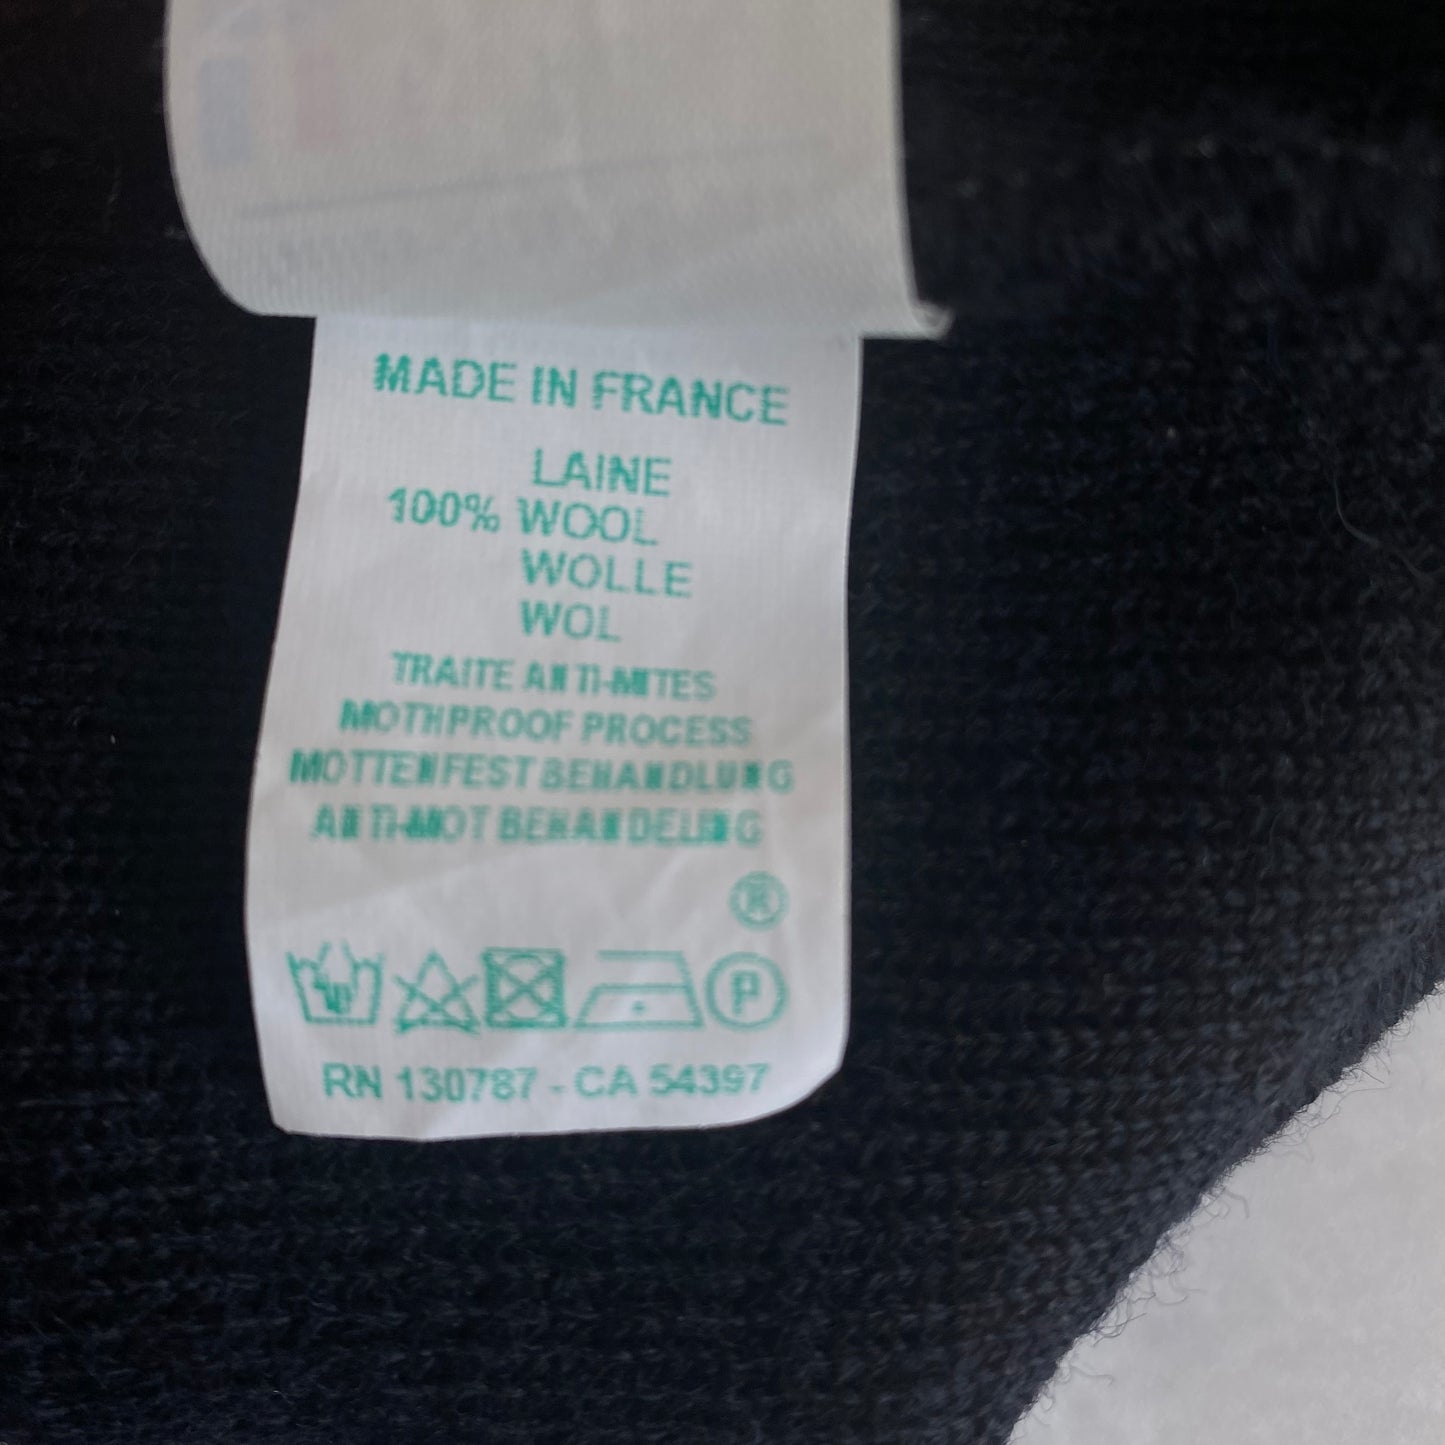 MADE IN FRANCE
LAINE
100% WOOL
WOLLE
WOL
TRAITE ANTI-MITES
MOTHPROOF PROCESS
MOTTENFEST BEHANDLUNG
ANTI-MOT BEHANDELING
®
P
RN 130787 - CA 54397